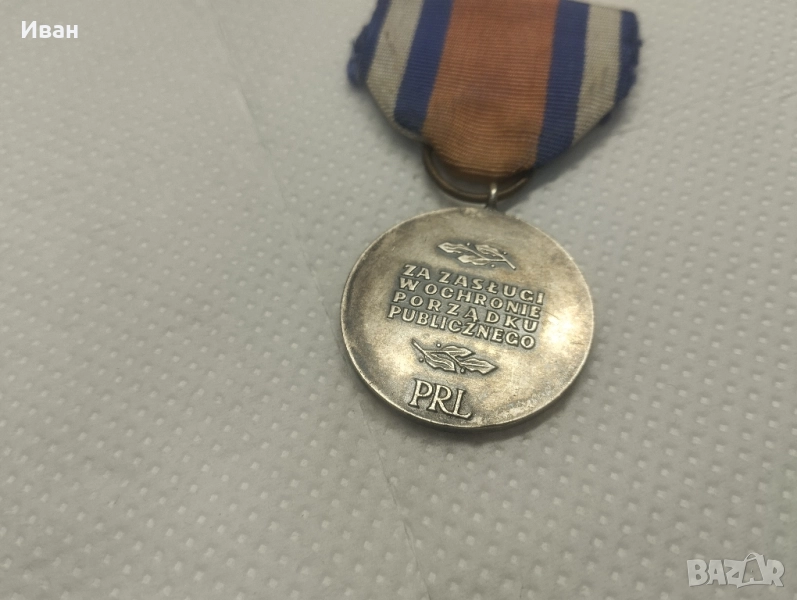 Иван
ZA ZASŁUGI
W OCHRONIE
PORZĄDKU
PUBLICZNEGO
PRL
BAZAR